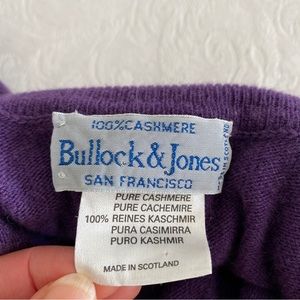 100% CASHMERE
Bullock & Jones
SAN FRANCISCO
PURE CASHMERE
PURE CACHEMIRE
100% REINES KASCHMIR
PURA CASIMIRRA
PURO KASHMIR
MADE IN SCOTLAND